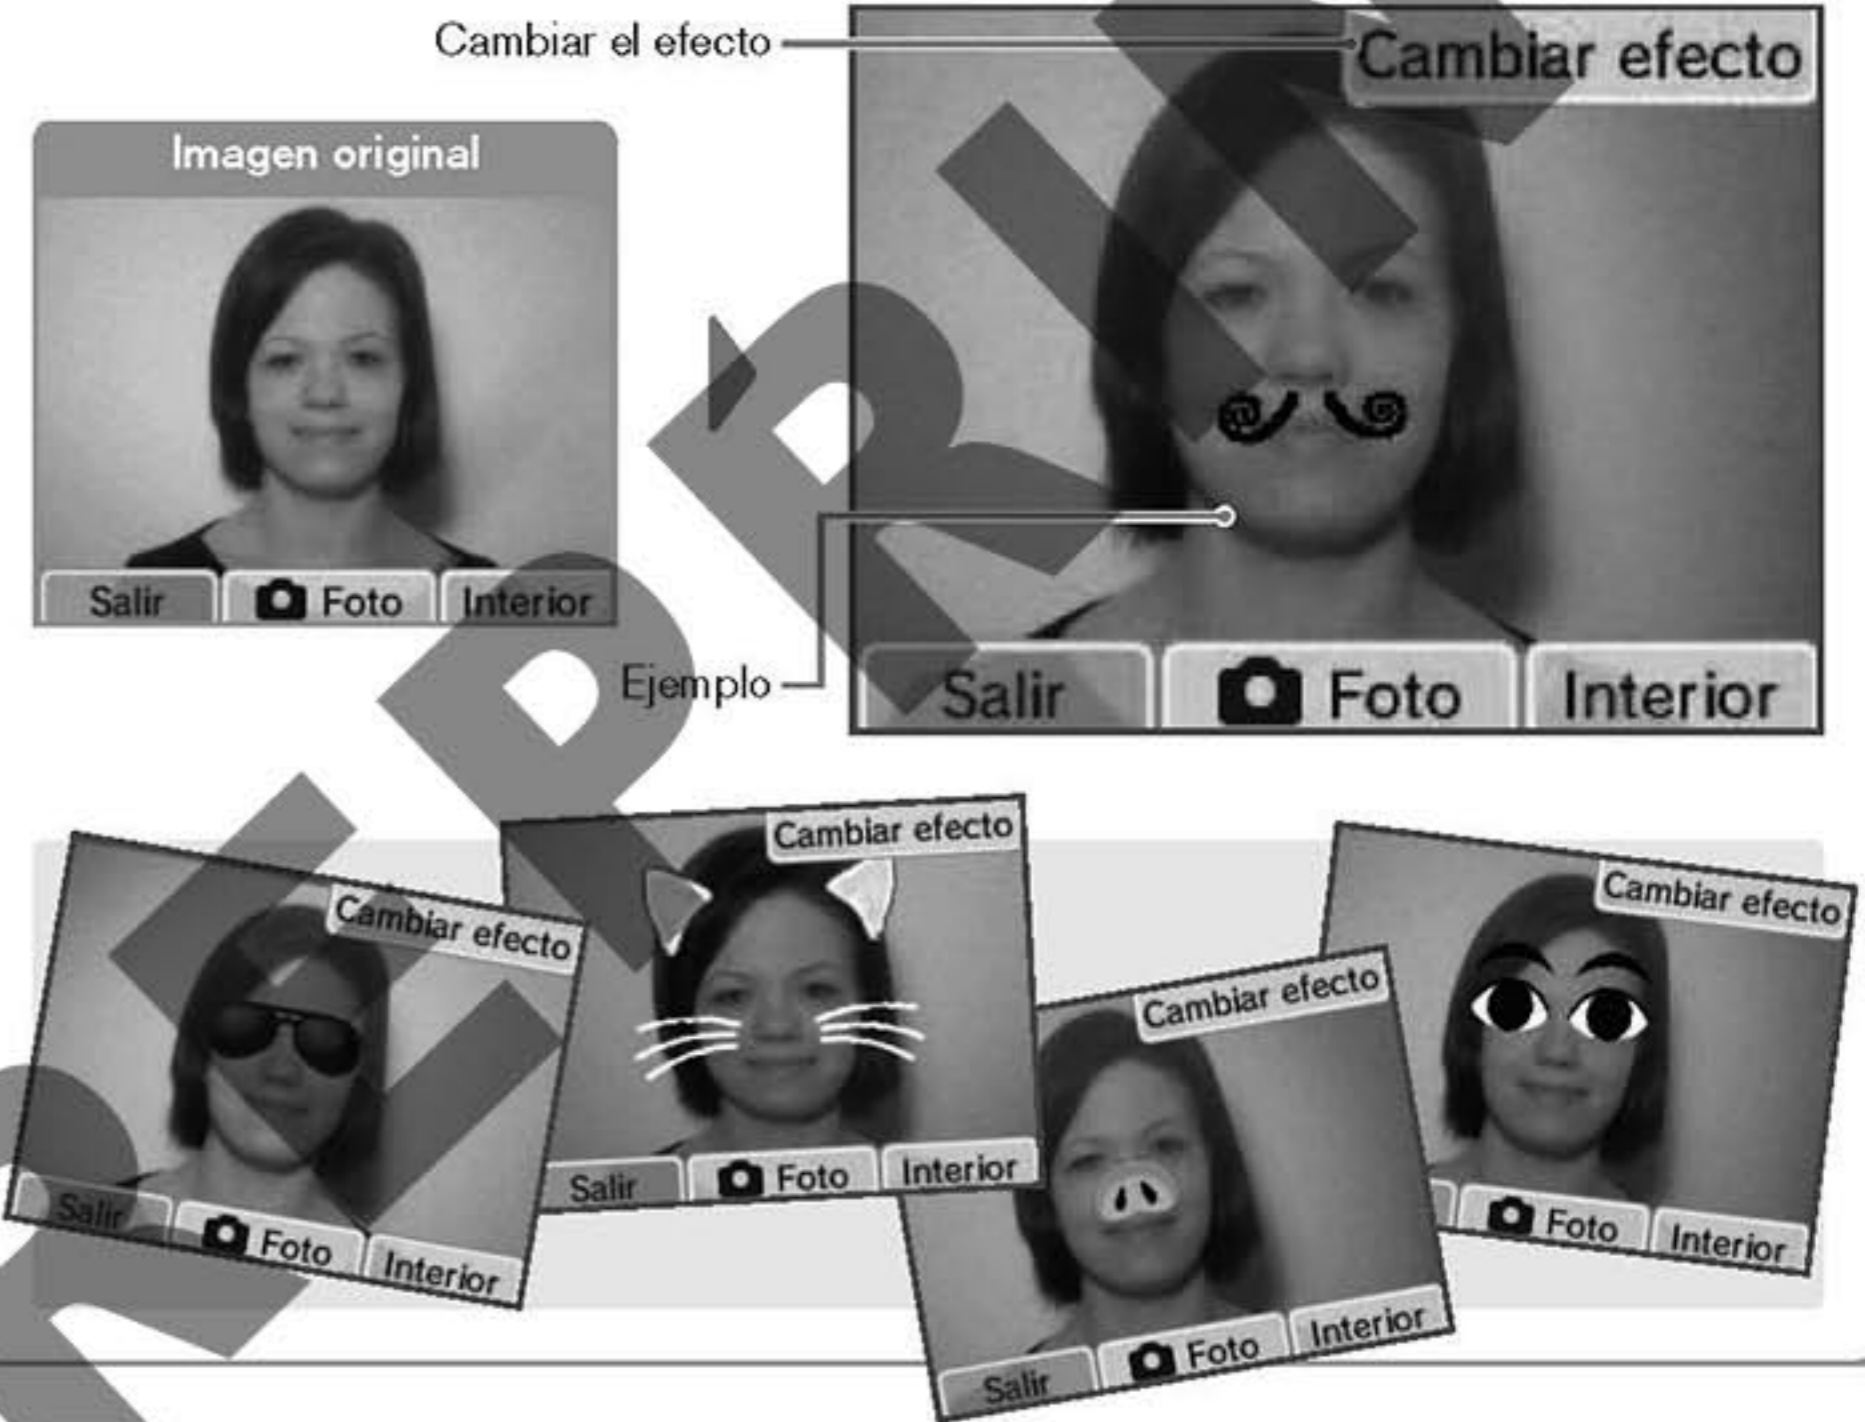 Cambiar el efecto
Cambiar efecto
Imagen original
Salir
Foto
Interior
Ejemplo
Salir
Foto
Interior
Cambiar efecto
Salir
Foto
Interior
Cambiar efecto
Salir
Foto
Interior
Cambiar efecto
Salir
Foto
Interior
Cambiar efecto
Foto
Interior